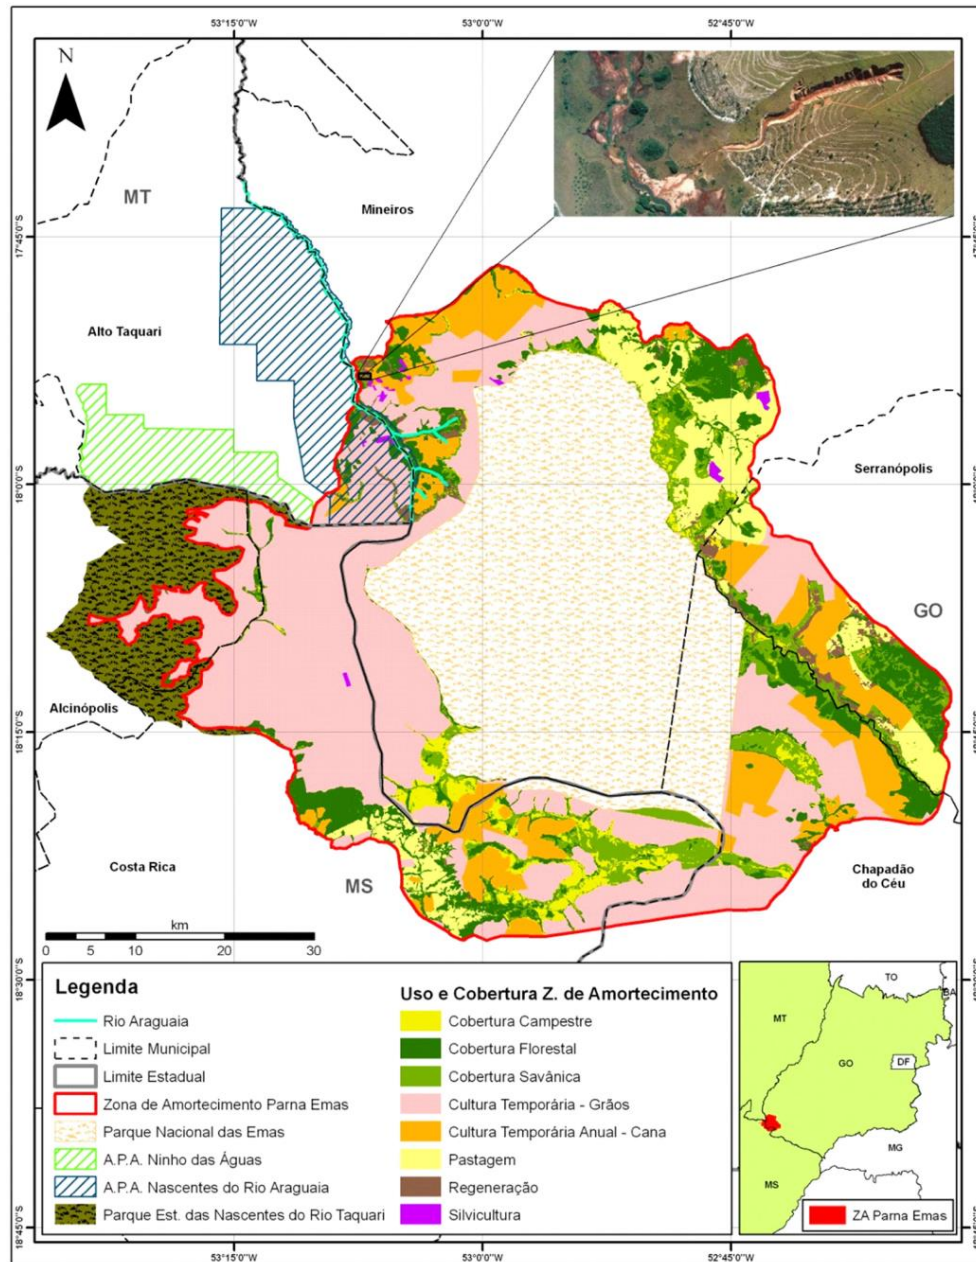 53°15'0"W
53°0'0"W
52°45'0"W
N
MT
Mineiros
17°45'0"S
Alto Taquari
Serranópolis
18°0'0"S
GO
Alcinópolis
18°15'0"S
Costa Rica
MS
Chapadão
do Céu
km
0 5 10 20 30
18°30'0"S
Legenda
Rio Araguaia
Limite Municipal
Limite Estadual
Zona de Amortecimento Parna Emas
Parque Nacional das Emas
A.P.A. Ninho das Águas
A.P.A. Nascentes do Rio Araguaia
Parque Est. das Nascentes do Rio Taquari
Uso e Cobertura Z. de Amortecimento
Cobertura Campestre
Cobertura Florestal
Cobertura Savânica
Cultura Temporária - Grãos
Cultura Temporária Anual - Cana
Pastagem
Regeneração
Silvicultura
TO
BA
MT
GO
DF
MG
MS
ZA Parna Emas
18°45'0"S
53°15'0"W
53°0'0"W
52°45'0"W